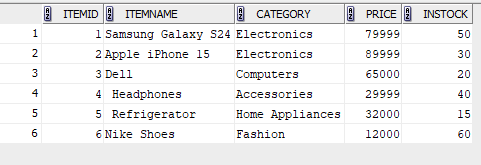 ITEMID ITEMNAME CATEGORY PRICE INSTOCK
1 1 Samsung Galaxy S24 Electronics 79999 50
2 2 Apple iPhone 15 Electronics 89999 30
3 3 Dell Computers 65000 20
4 4 Headphones Accessories 29999 40
5 5 Refrigerator Home Appliances 32000 15
6 6 Nike Shoes Fashion 12000 60